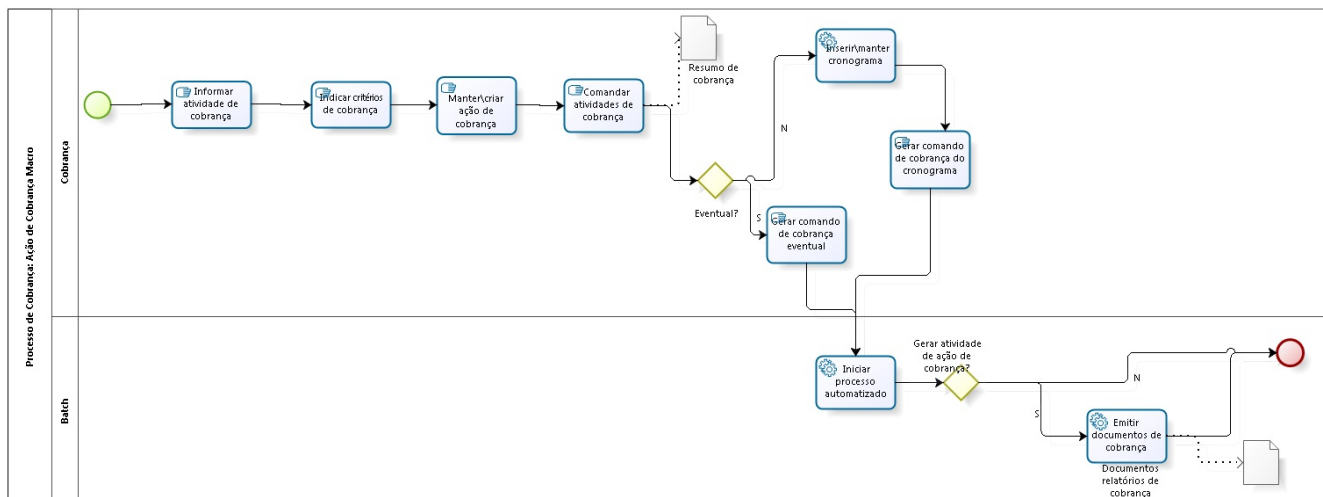 Processo de Cobrança: Ação de Cobrança Macro
Cobrança
Informar
atividade de
cobrança
Indicar critérios
de cobrança
Manter\criar
ação de
cobrança
Comandar
atividades de
cobrança
Resumo de
cobrança
Eventual?
N
S
Inserir\manter
cronograma
Gerar comando
de cobrança do
cronograma
Gerar comando
de cobrança
eventual
Batch
Iniciar
processo
automatizado
Gerar atividade
de ação de
cobrança?
N
S
Emitir
documentos de
cobrança
Documentos
relatórios de
cobrança